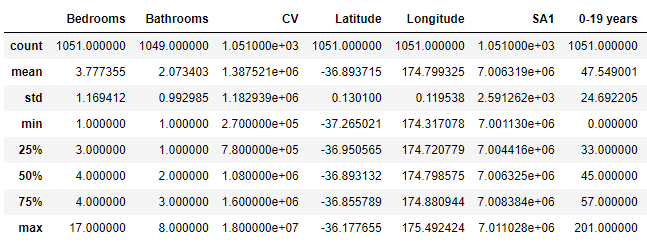 Bedrooms Bathrooms CV Latitude Longitude SA1 0-19 years
count 1051.000000 1049.000000 1.051000e+03 1051.000000 1051.000000 1.051000e+03 1051.000000
mean 3.777355 2.073403 1.387521e+06 -36.893715 174.799325 7.006319e+06 47.549001
std 1.169412 0.992985 1.182939e+06 0.130100 0.119538 2.591262e+03 24.692205
min 1.000000 1.000000 2.700000e+05 -37.265021 174.317078 7.001130e+06 0.000000
25% 3.000000 1.000000 7.800000e+05 -36.950565 174.720779 7.004416e+06 33.000000
50% 4.000000 2.000000 1.080000e+06 -36.893132 174.798575 7.006325e+06 45.000000
75% 4.000000 3.000000 1.600000e+06 -36.855789 174.880944 7.008384e+06 57.000000
max 17.000000 8.000000 1.800000e+07 -36.177655 175.492424 7.011028e+06 201.000000